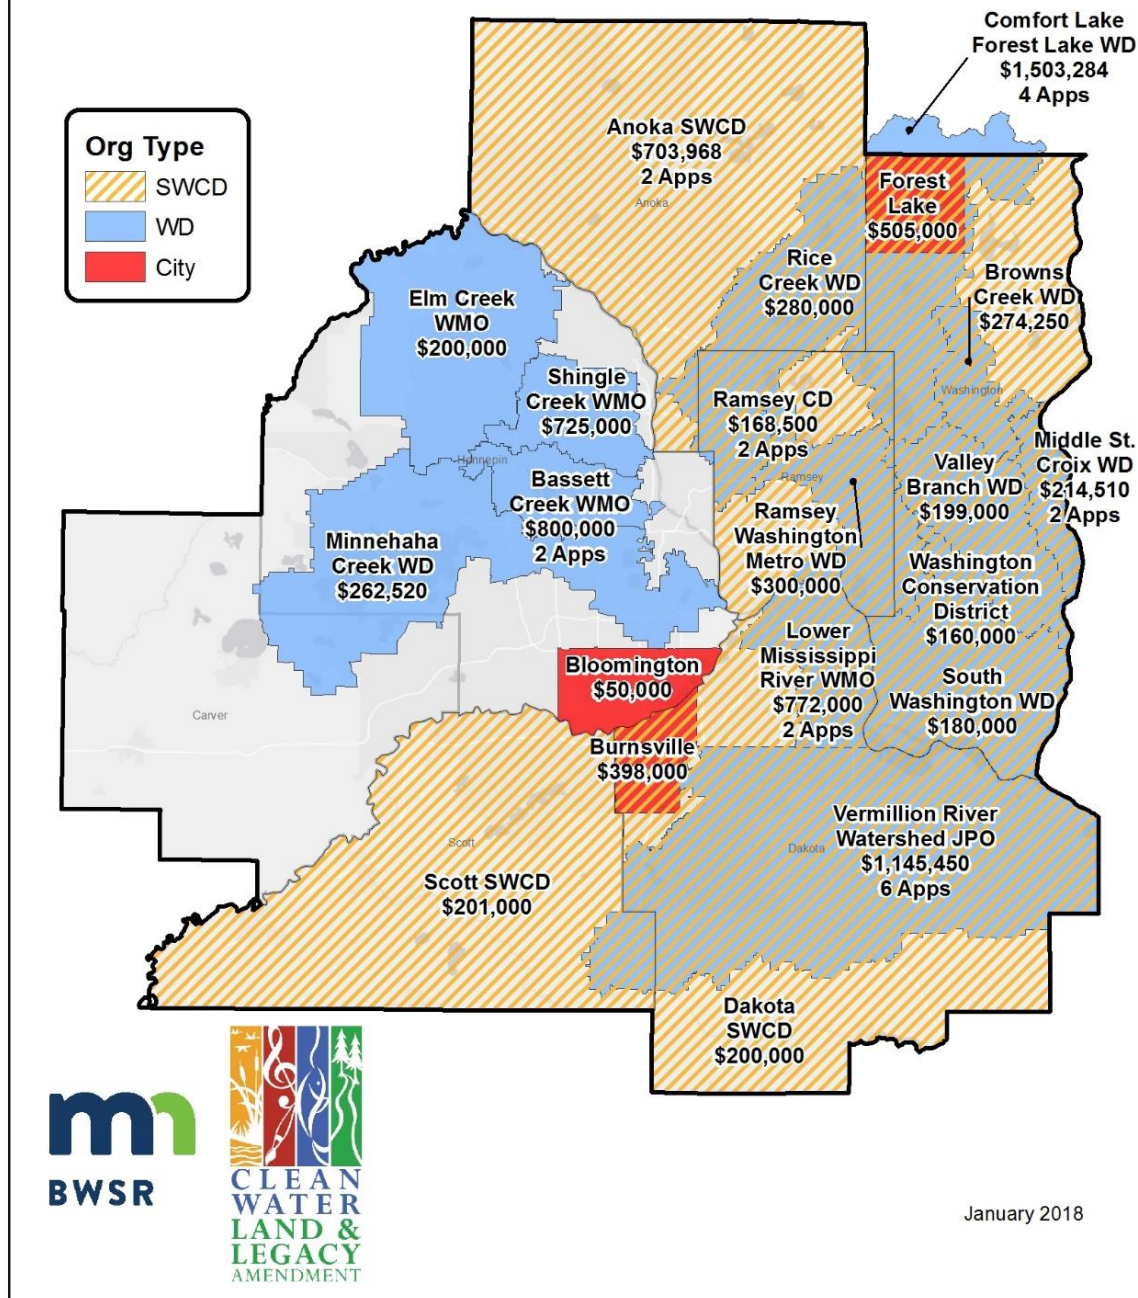 Comfort Lake
Forest Lake WD
$1,503,284
4 Apps
Org Type
SWCD
WD
City
Anoka SWCD
$703,968
2 Apps
Anoka
Forest
Lake
$505,000
Rice
Creek WD
$280,000
Browns
Creek WD
$274,250
Elm Creek
WMO
$200,000
Shingle
Creek WMO
$725,000
Washington
Ramsey CD
$168,500
2 Apps
Ramsey
Middle St.
Croix WD
$214,510
2 Apps
Valley
Branch WD
$199,000
Hennepin
Bassett
Creek WMO
$800,000
2 Apps
Ramsey
Washington
Metro WD
$300,000
Minnehaha
Creek WD
$262,520
Washington
Conservation
District
$160,000
Lower
Mississippi
River WMO
$772,000
2 Apps
Bloomington
$50,000
South
Washington WD
$180,000
Carver
Burnsville
$398,000
Vermillion River
Watershed JPO
$1,145,450
6 Apps
Dakota
Scott
Scott SWCD
$201,000
Dakota
SWCD
$200,000
mn
BWSR
CLEAN
WATER
LAND &
LEGACY
AMENDMENT
January 2018